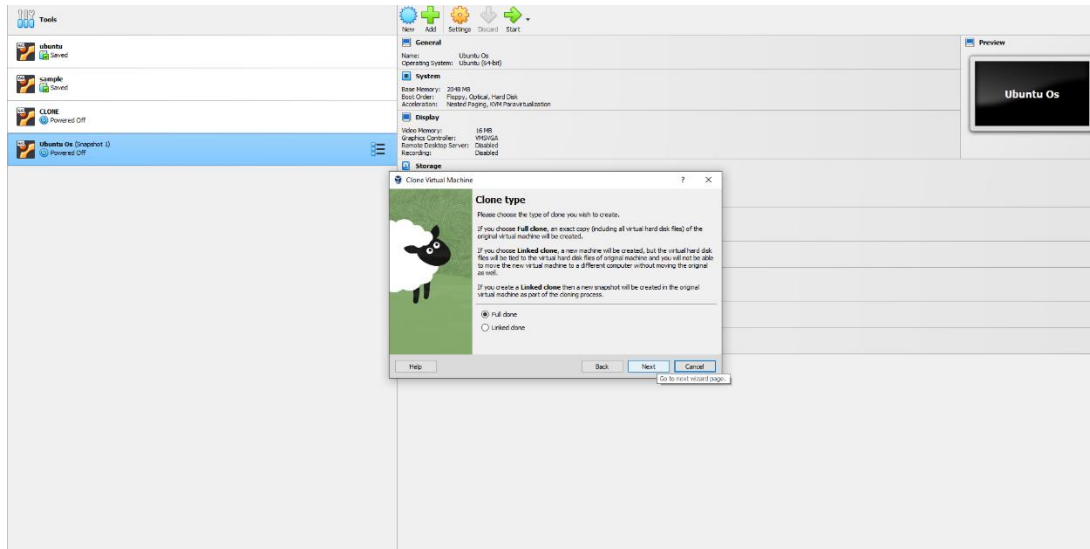 Tools
New Add Settings Discard Start
ubuntu
Saved
sample
Saved
CLONE
Powered Off
Ubuntu Os (Snapshot 1)
Powered Off
General
Name: Ubuntu Os
Operating System: Ubuntu (64-bit)
System
Base Memory: 2048 MB
Boot Order: Floppy, Optical, Hard Disk
Acceleration: Nested Paging, KVM Paravirtualization
Display
Video Memory: 16 MB
Graphics Controller: VMSVGA
Remote Desktop Server: Disabled
Recording: Disabled
Storage
Preview
Ubuntu Os
Clone Virtual Machine ? X
Clone type
Please choose the type of clone you wish to create.
If you choose Full clone, an exact copy (including all virtual hard disk files) of the
original virtual machine will be created.
If you choose Linked clone, a new machine will be created, but the virtual hard disk
files will be tied to the virtual hard disk files of original machine and you will not be able
to move the new virtual machine to a different computer without moving the original
as well.
If you create a Linked clone then a new snapshot will be created in the original
virtual machine as part of the cloning process.
Full clone
Linked clone
Help Back Next Cancel
Go to next wizard page.